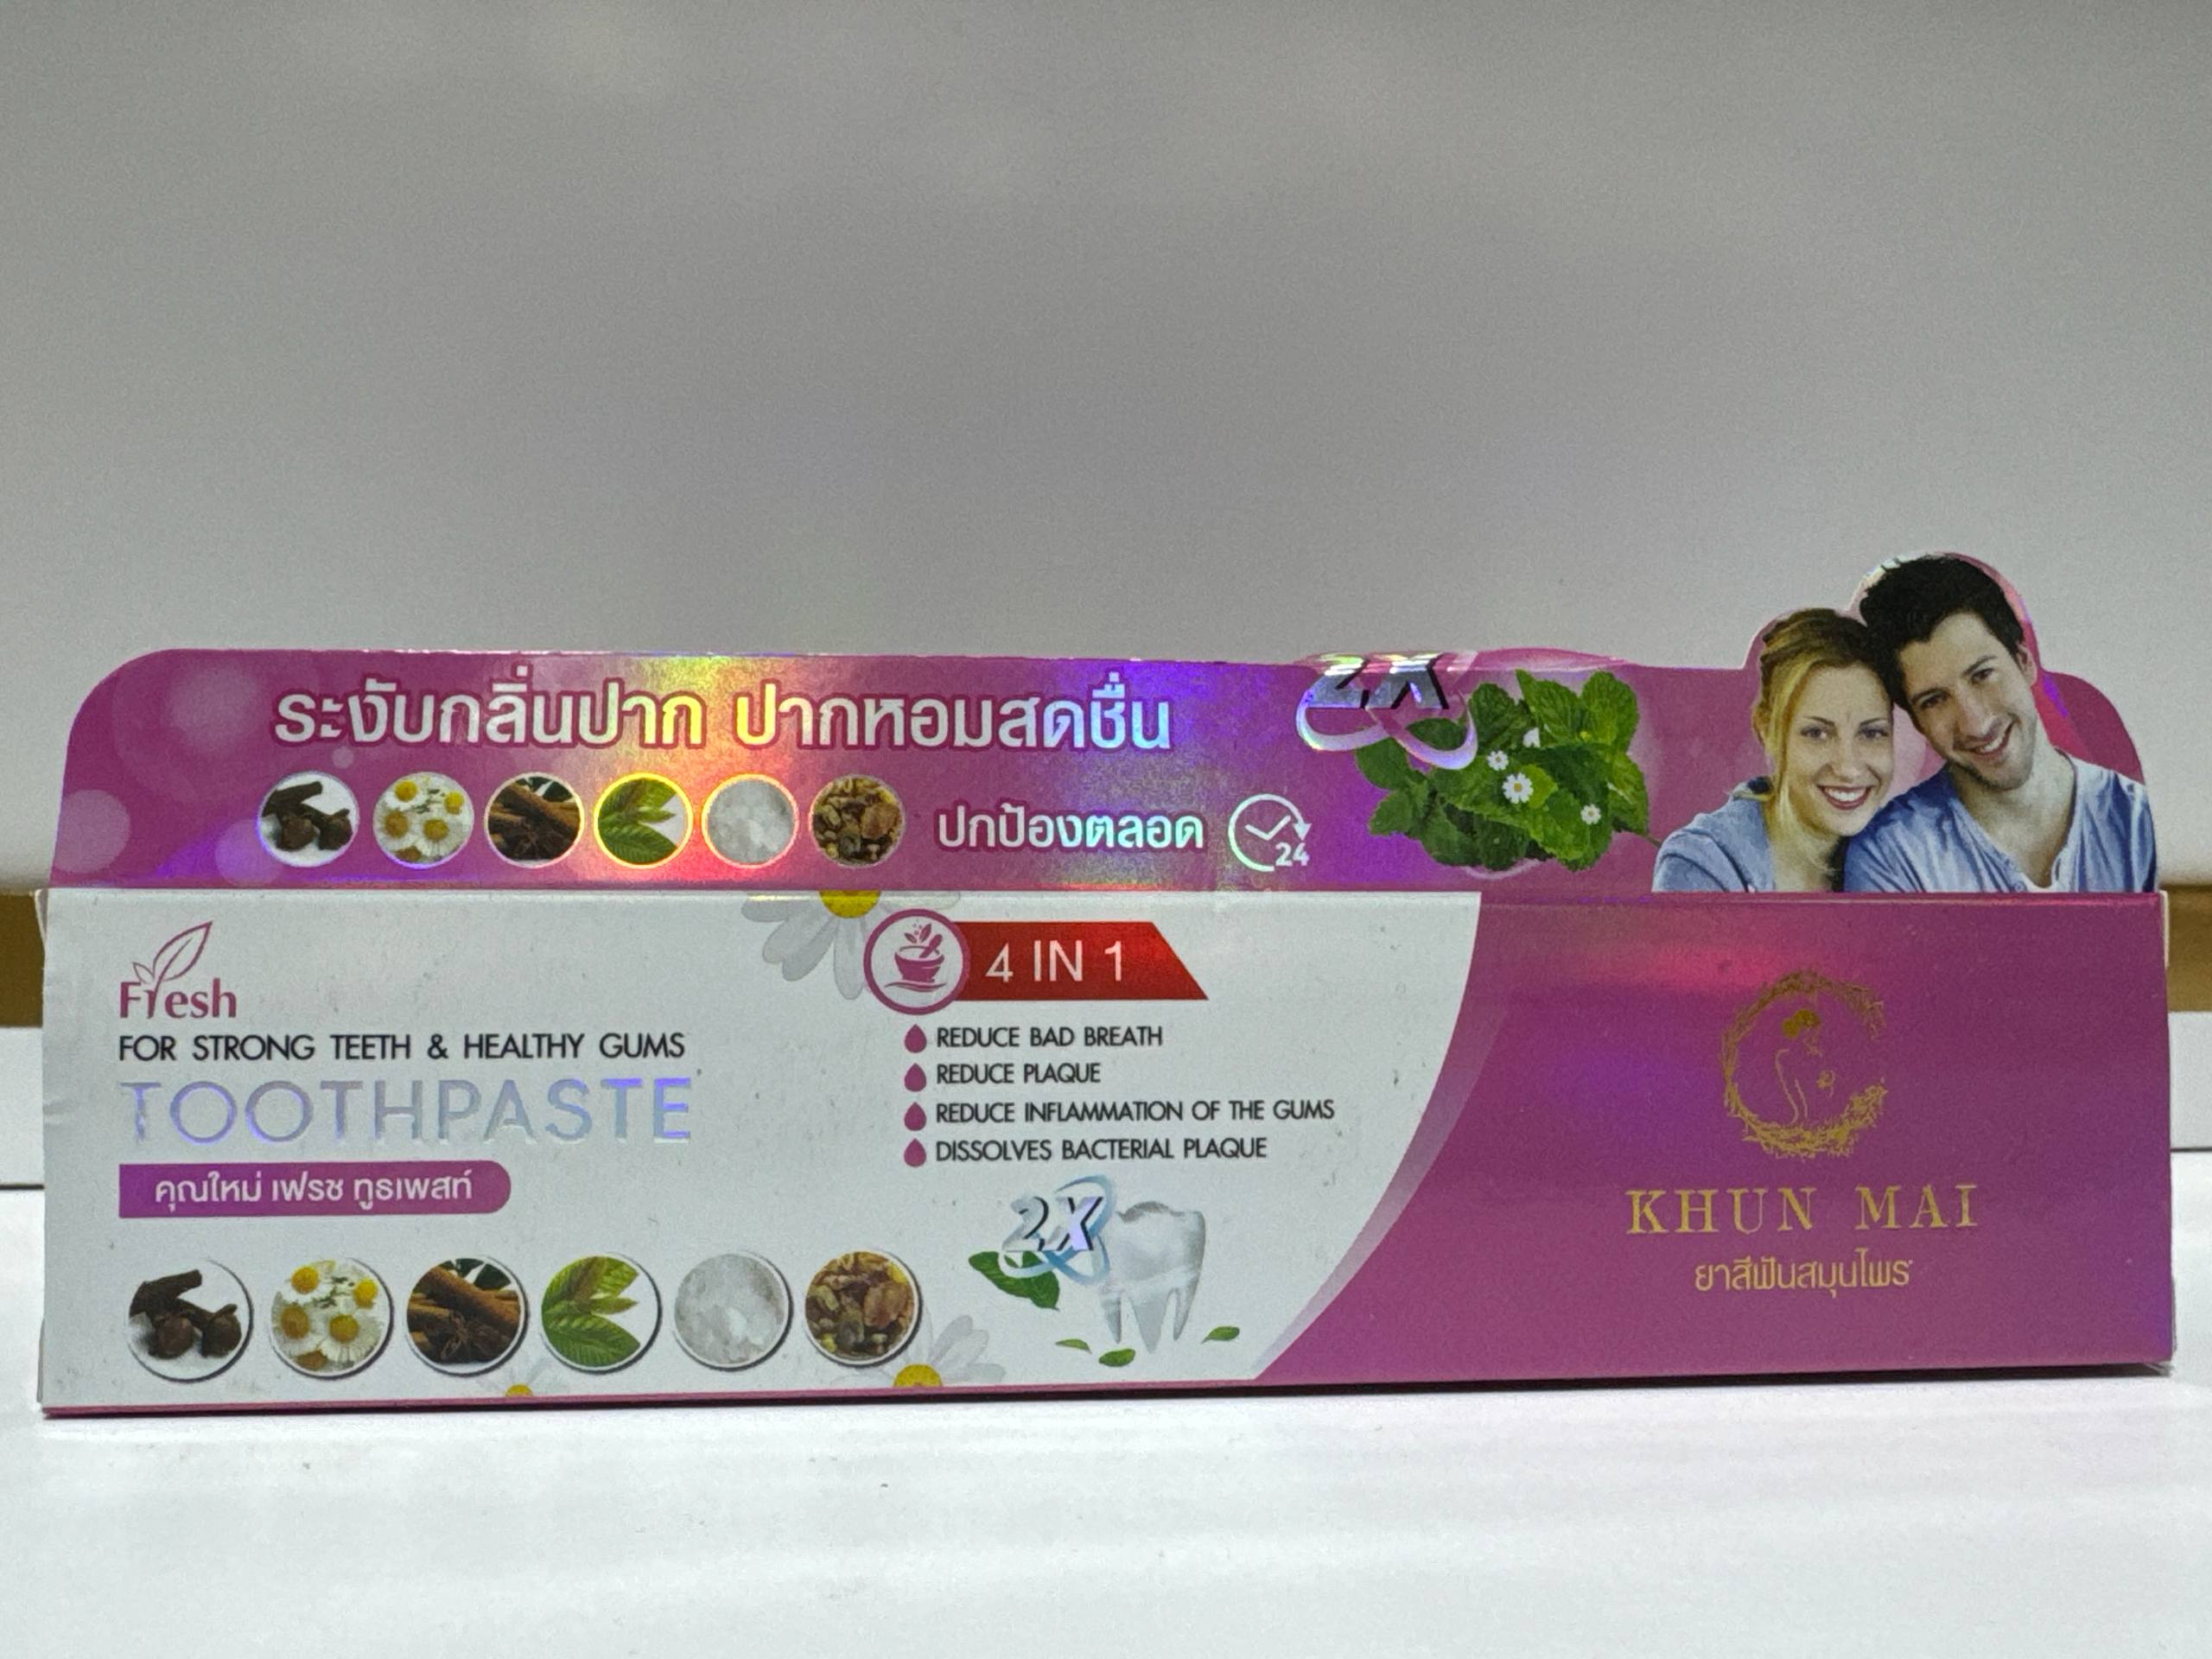 ระงับกลิ่นปาก ปากหอมสดชื่น
2X
ปกป้องตลอด
24
Fresh
FOR STRONG TEETH & HEALTHY GUMS
TOOTHPASTE
คุณใหม่ เฟรช ทูธเพสท์
4 IN 1
REDUCE BAD BREATH
REDUCE PLAQUE
REDUCE INFLAMMATION OF THE GUMS
DISSOLVES BACTERIAL PLAQUE
2X
KHUN MAI
ยาสีฟันสมุนไพร